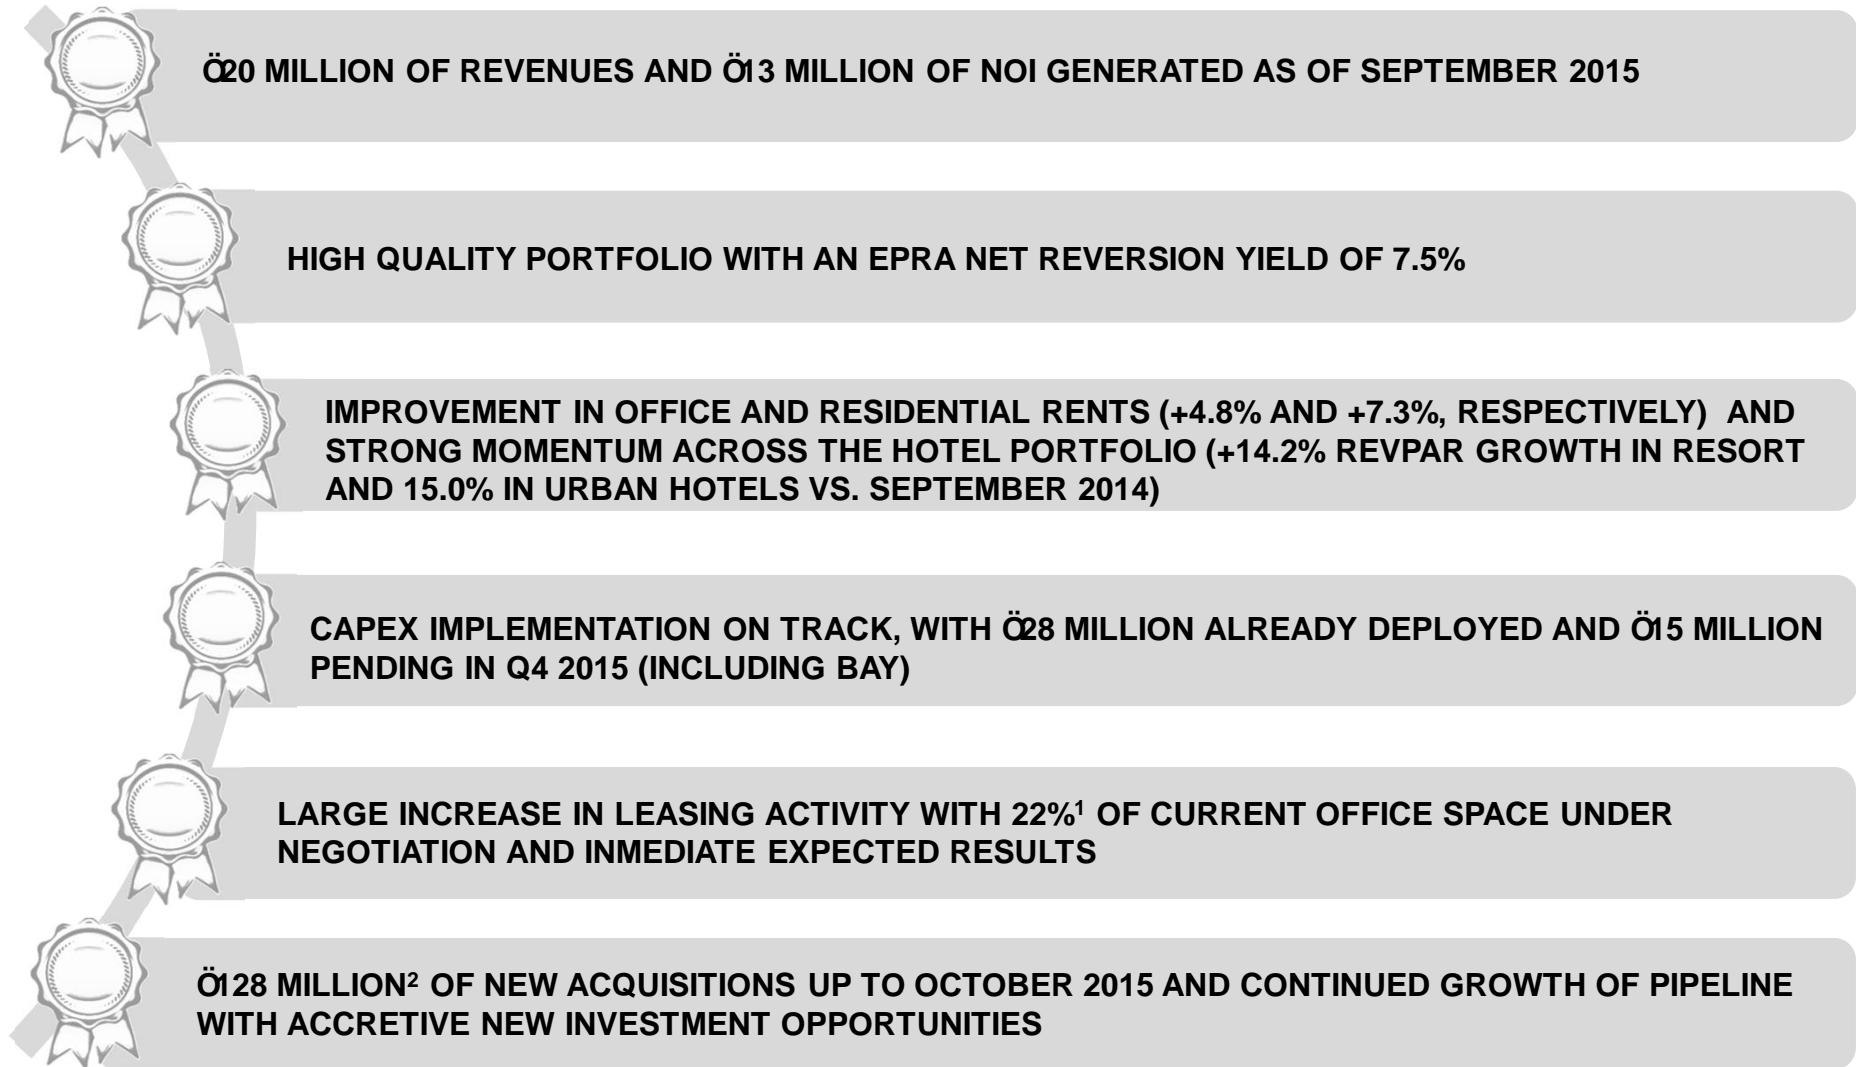 Ö20 MILLION OF REVENUES AND Ö13 MILLION OF NOI GENERATED AS OF SEPTEMBER 2015
HIGH QUALITY PORTFOLIO WITH AN EPRA NET REVERSION YIELD OF 7.5%
IMPROVEMENT IN OFFICE AND RESIDENTIAL RENTS (+4.8% AND +7.3%, RESPECTIVELY) AND
STRONG MOMENTUM ACROSS THE HOTEL PORTFOLIO (+14.2% REVPAR GROWTH IN RESORT
AND 15.0% IN URBAN HOTELS VS. SEPTEMBER 2014)
CAPEX IMPLEMENTATION ON TRACK, WITH Ö28 MILLION ALREADY DEPLOYED AND Ö15 MILLION
PENDING IN Q4 2015 (INCLUDING BAY)
LARGE INCREASE IN LEASING ACTIVITY WITH 22%¹ OF CURRENT OFFICE SPACE UNDER
NEGOTIATION AND INMEDIATE EXPECTED RESULTS
Ö128 MILLION² OF NEW ACQUISITIONS UP TO OCTOBER 2015 AND CONTINUED GROWTH OF PIPELINE
WITH ACCRETIVE NEW INVESTMENT OPPORTUNITIES